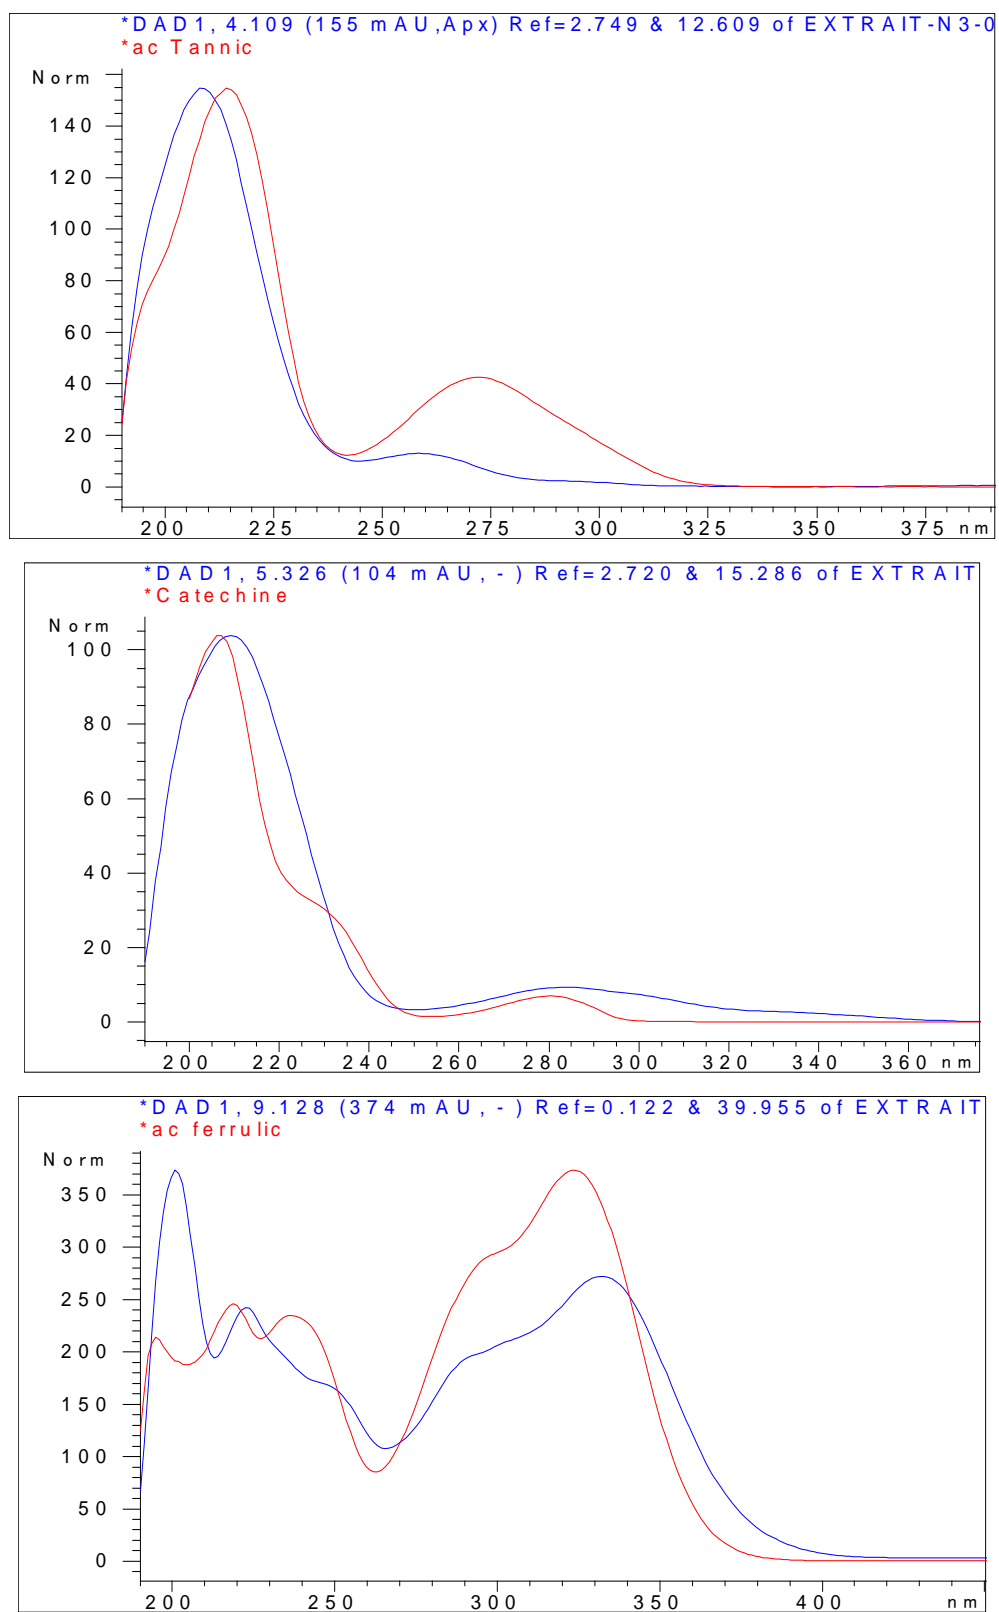 *DAD1, 4.109 (155 mAU,Apx) Ref=2.749 & 12.609 of EXTRAIT-N3-0
*ac Tannic
Norm
140
120
100
80
60
40
20
0
200 225 250 275 300 325 350 375 nm
*DAD1, 5.326 (104 mAU, - ) Ref=2.720 & 15.286 of EXTRAIT
*Catechine
Norm
100
80
60
40
20
0
200 220 240 260 280 300 320 340 360 nm
*DAD1, 9.128 (374 mAU, - ) Ref=0.122 & 39.955 of EXTRAIT
*ac ferrulic
Norm
350
300
250
200
150
100
50
0
200 250 300 350 400 nm